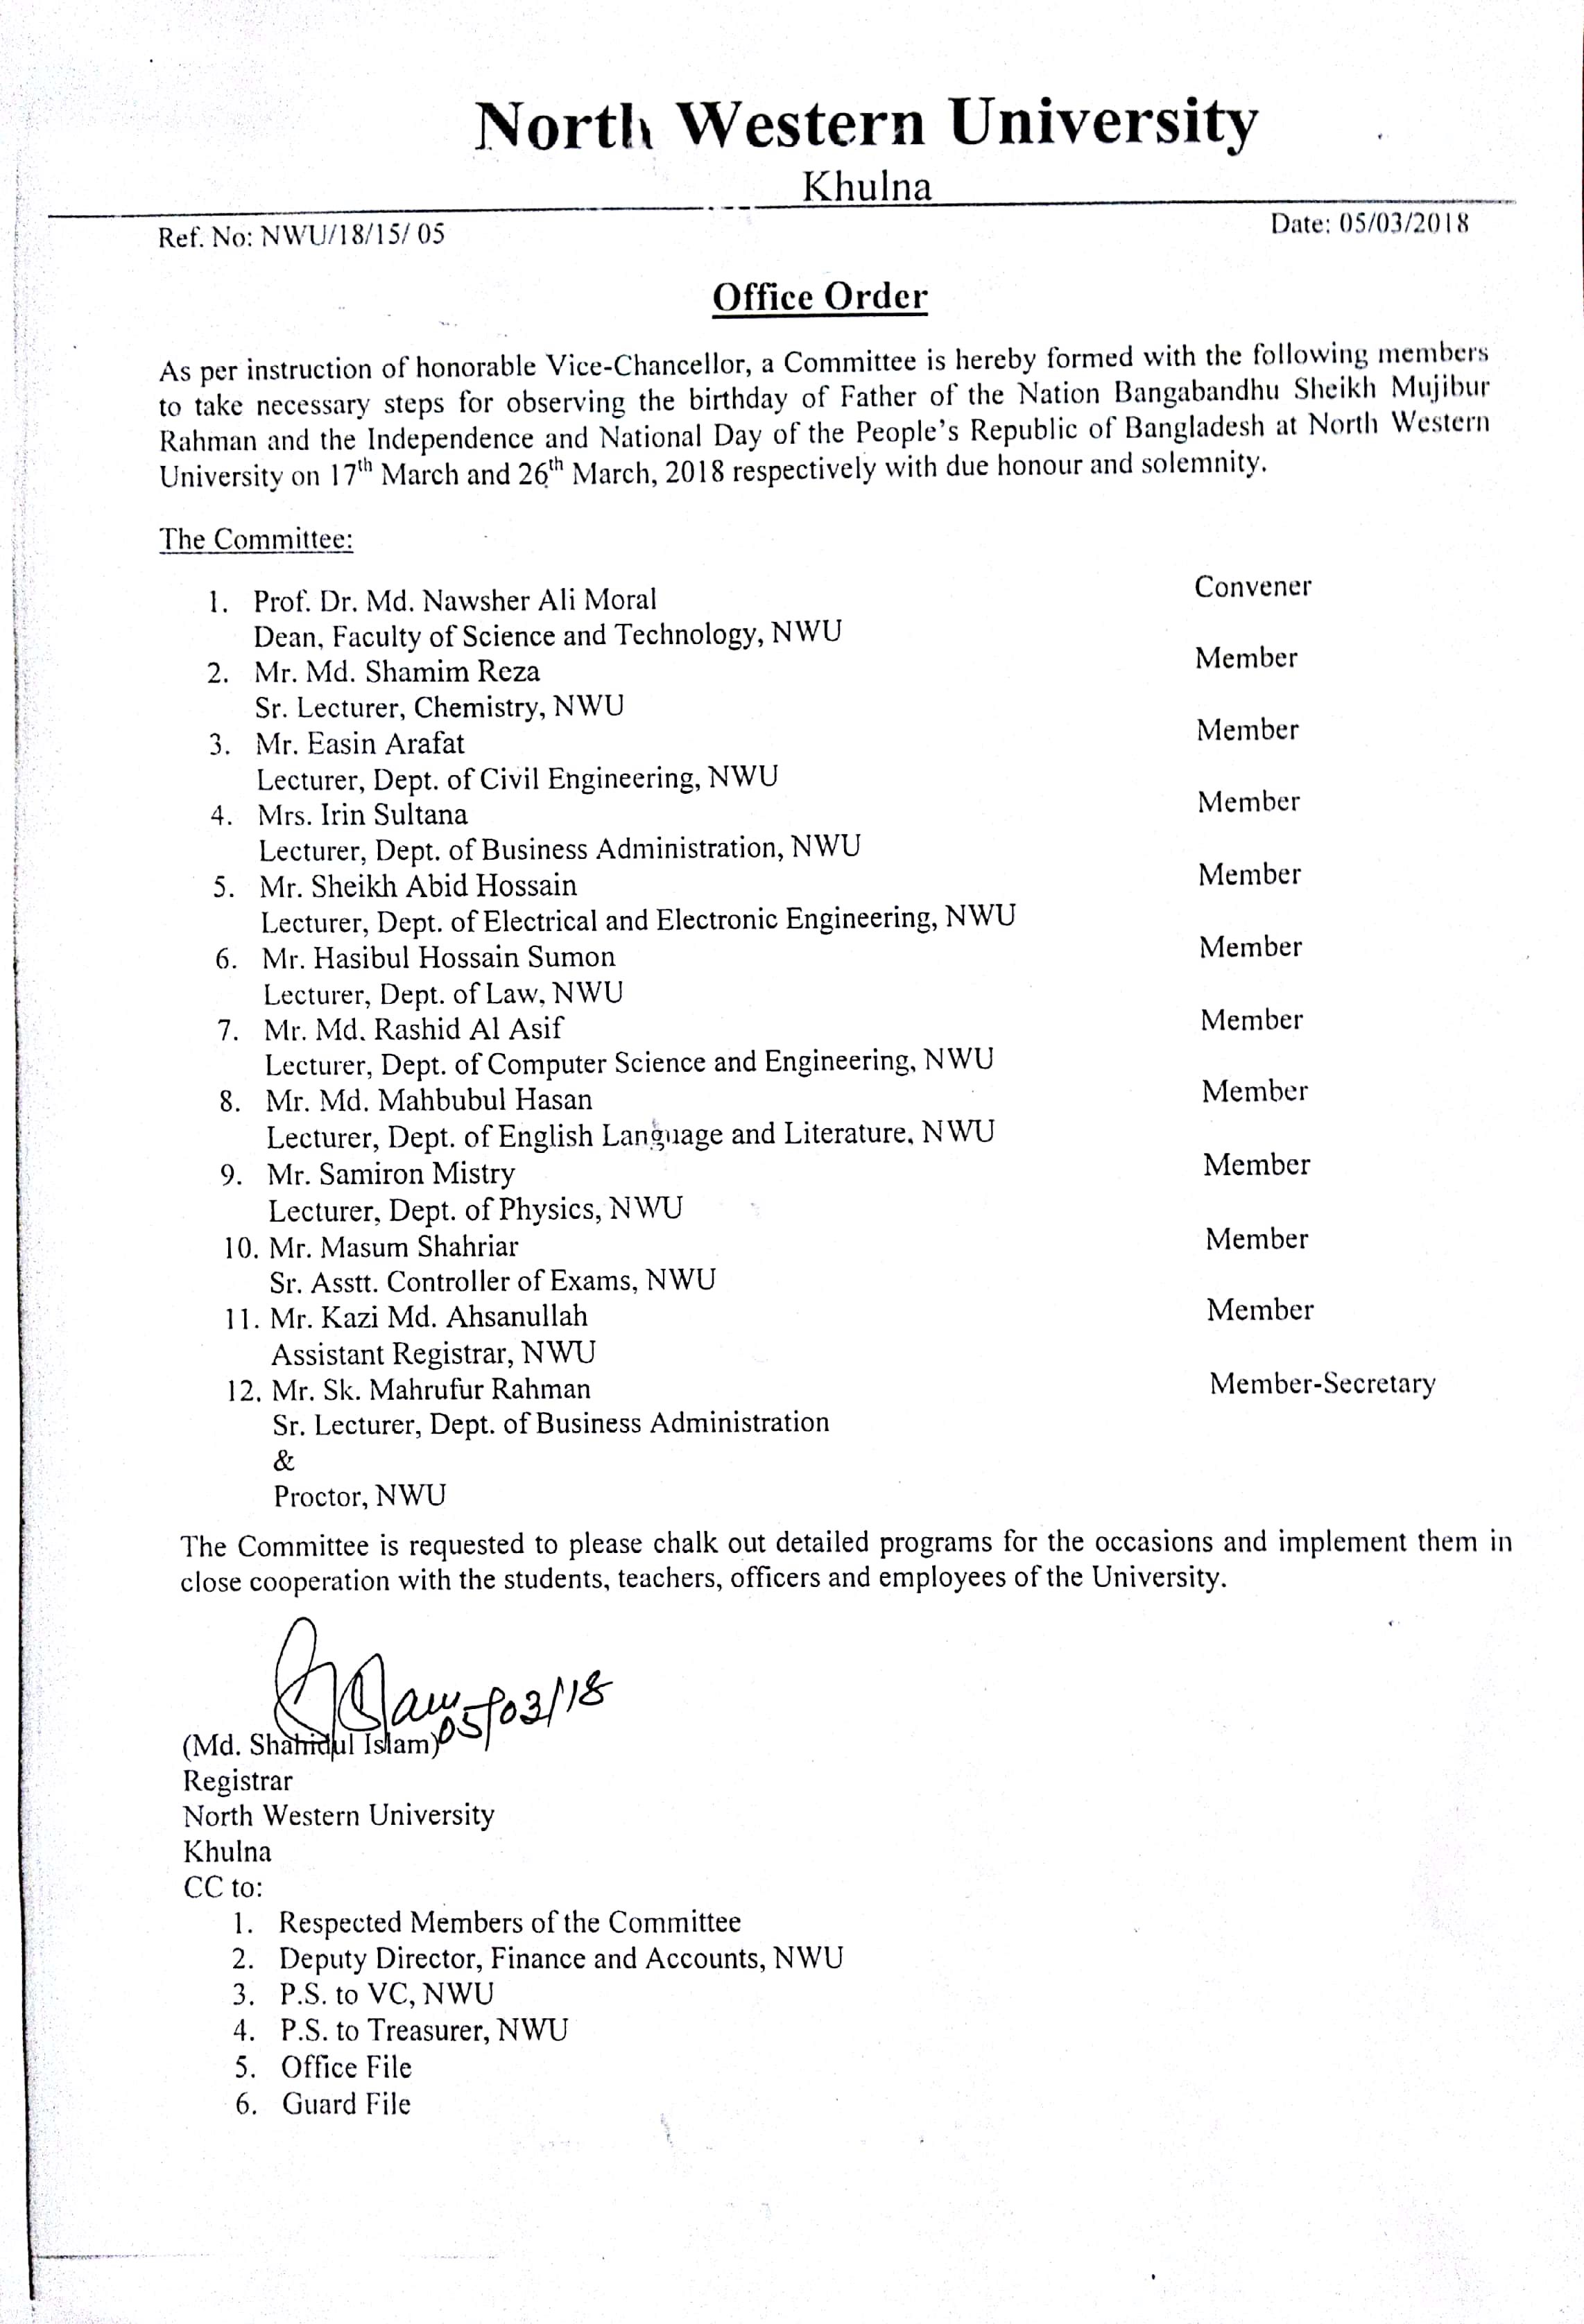 North Western University
Khulna
Ref. No: NWU/18/15/ 05 Date: 05/03/2018
Office Order
As per instruction of honorable Vice-Chancellor, a Committee is hereby formed with the following members
to take necessary steps for observing the birthday of Father of the Nation Bangabandhu Sheikh Mujibur
Rahman and the Independence and National Day of the People's Republic of Bangladesh at North Western
University on 17th March and 26th March, 2018 respectively with due honour and solemnity.
The Committee:
1. Prof. Dr. Md. Nawsher Ali Moral Convener
Dean, Faculty of Science and Technology, NWU
2. Mr. Md. Shamim Reza Member
Sr. Lecturer, Chemistry, NWU
3. Mr. Easin Arafat Member
Lecturer, Dept. of Civil Engineering, NWU
4. Mrs. Irin Sultana Member
Lecturer, Dept. of Business Administration, NWU
5. Mr. Sheikh Abid Hossain Member
Lecturer, Dept. of Electrical and Electronic Engineering, NWU
6. Mr. Hasibul Hossain Sumon Member
Lecturer, Dept. of Law, NWU
7. Mr. Md. Rashid Al Asif Member
Lecturer, Dept. of Computer Science and Engineering, NWU
8. Mr. Md. Mahbubul Hasan Member
Lecturer, Dept. of English Language and Literature, NWU
9. Mr. Samiron Mistry Member
Lecturer, Dept. of Physics, NWU
10. Mr. Masum Shahriar Member
Sr. Asstt. Controller of Exams, NWU
11. Mr. Kazi Md. Ahsanullah Member
Assistant Registrar, NWU
12. Mr. Sk. Mahrufur Rahman Member-Secretary
Sr. Lecturer, Dept. of Business Administration
&
Proctor, NWU
The Committee is requested to please chalk out detailed programs for the occasions and implement them in
close cooperation with the students, teachers, officers and employees of the University.
05/03/18
(Md. Shahidul Islam)
Registrar
North Western University
Khulna
CC to:
1. Respected Members of the Committee
2. Deputy Director, Finance and Accounts, NWU
3. P.S. to VC, NWU
4. P.S. to Treasurer, NWU
5. Office File
6. Guard File